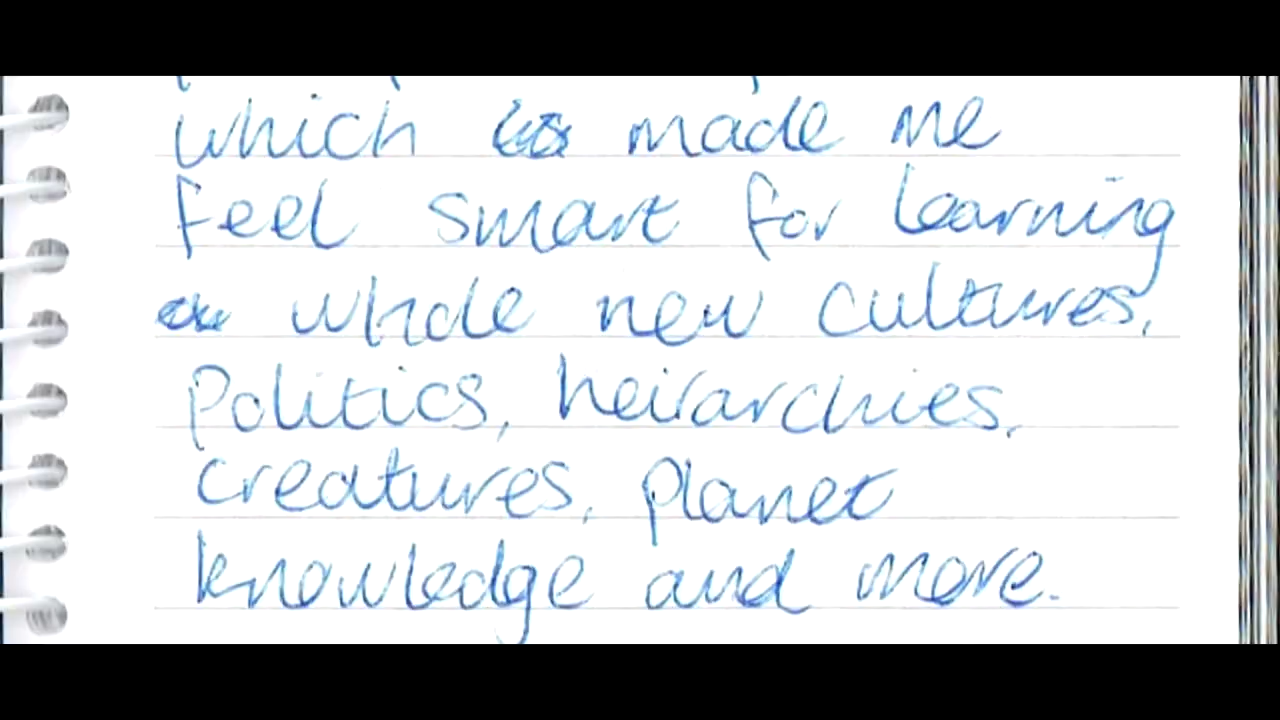 which made me
feel smart for learning
whole new cultures,
Politics, heirarchies,
creatures, planet
knowledge and more.